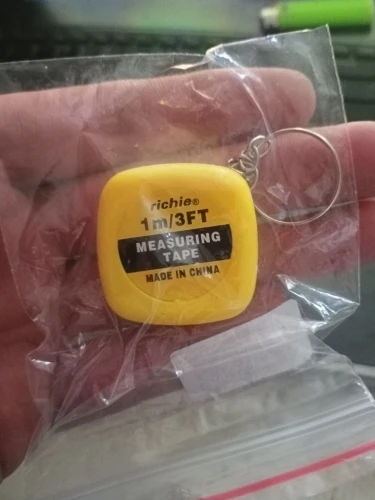 richie®
1m/3FT
MEASURING
TAPE
MADE IN CHINA